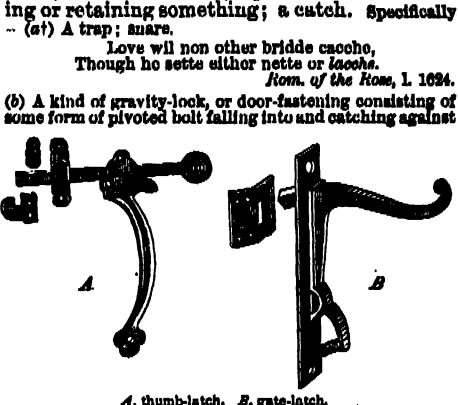 ing or retaining something; a catch. Specifically
— (a†) A trap; snare.
Love wil non other bridde cacche,
Though he sette either nette or lacche.
Rom. of the Rose, l. 1624.
(b) A kind of gravity-lock, or door-fastening consisting of
some form of pivoted bolt falling into and catching against
A
B
A, thumb-latch. B, gate-latch.